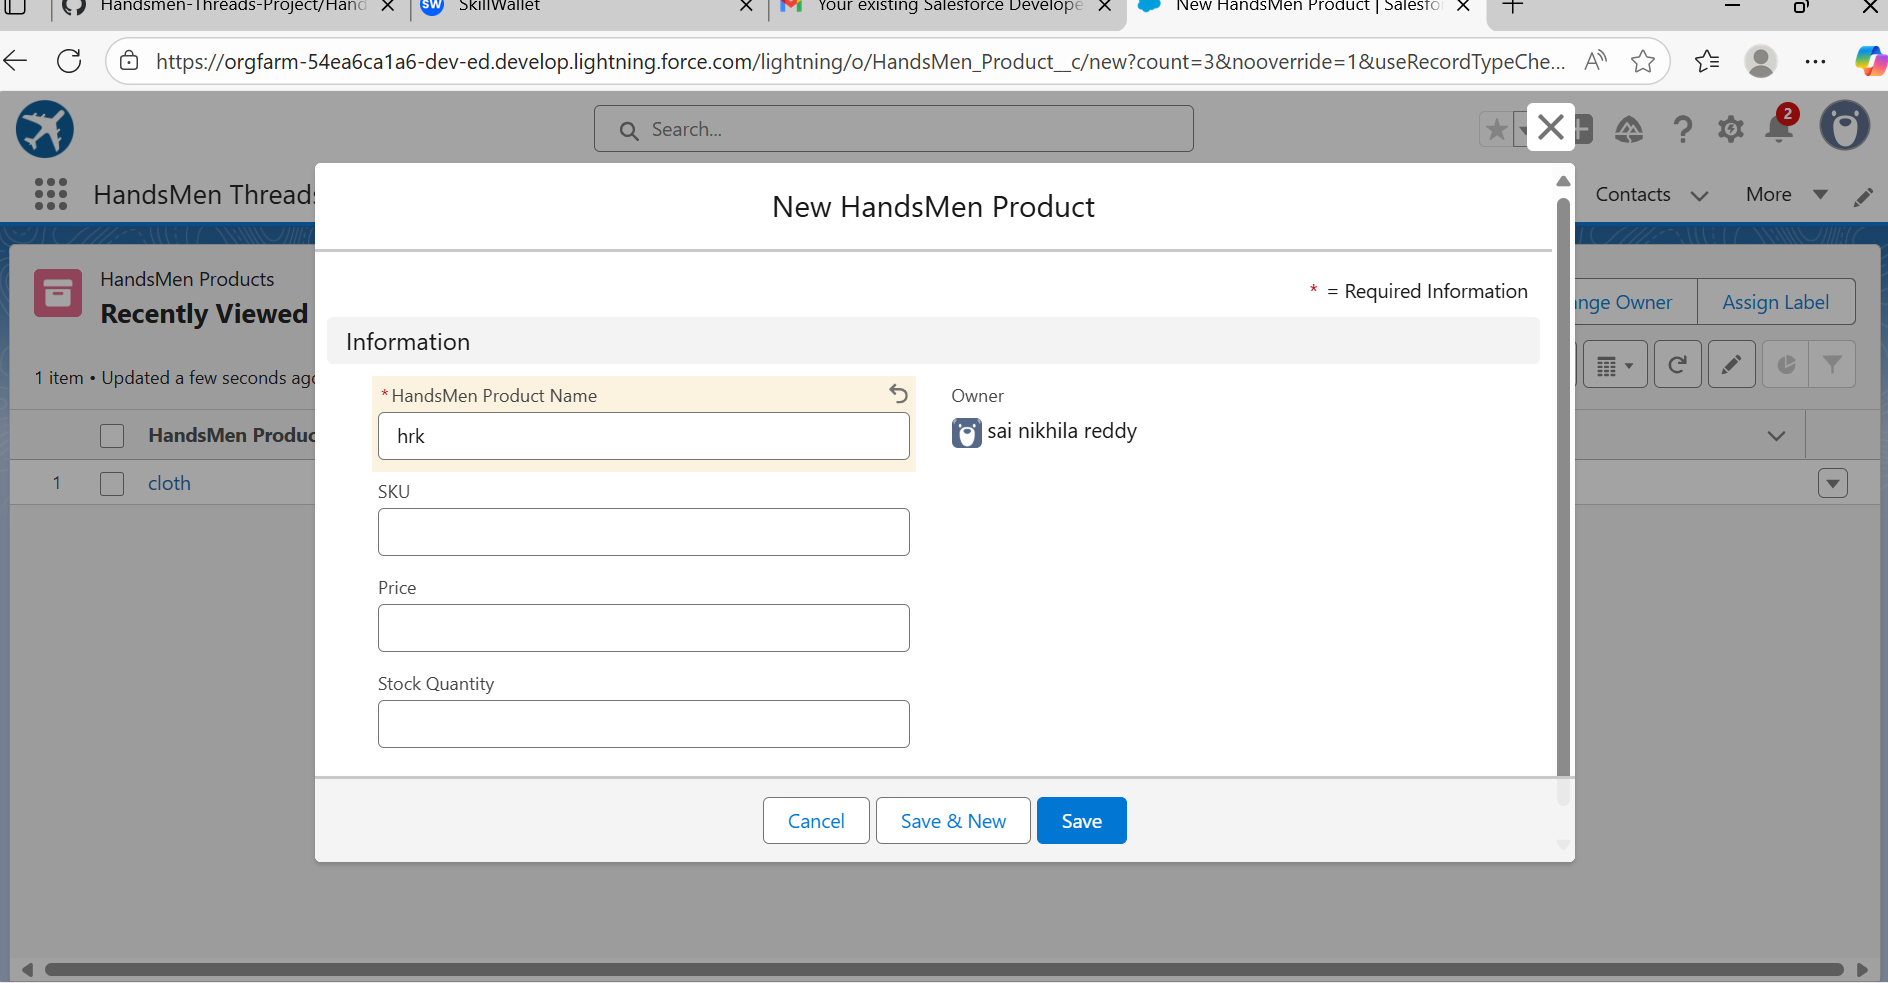 Handsmen-Threads-Project/Hand
SW SkillWallet
Your existing Salesforce Develope
New HandsMen Product | Salesfo
https://orgfarm-54ea6ca1a6-dev-ed.develop.lightning.force.com/lightning/o/HandsMen_Product__c/new?count=3&nooverride=1&useRecordTypeChe...
Search...
2
HandsMen Threads
Contacts
More
New HandsMen Product
* = Required Information
HandsMen Products
Recently Viewed
nge Owner
Assign Label
1 item • Updated a few seconds ago
Information
*HandsMen Product Name
hrk
Owner
sai nikhila reddy
HandsMen Produc
1 cloth
SKU
Price
Stock Quantity
Cancel
Save & New
Save